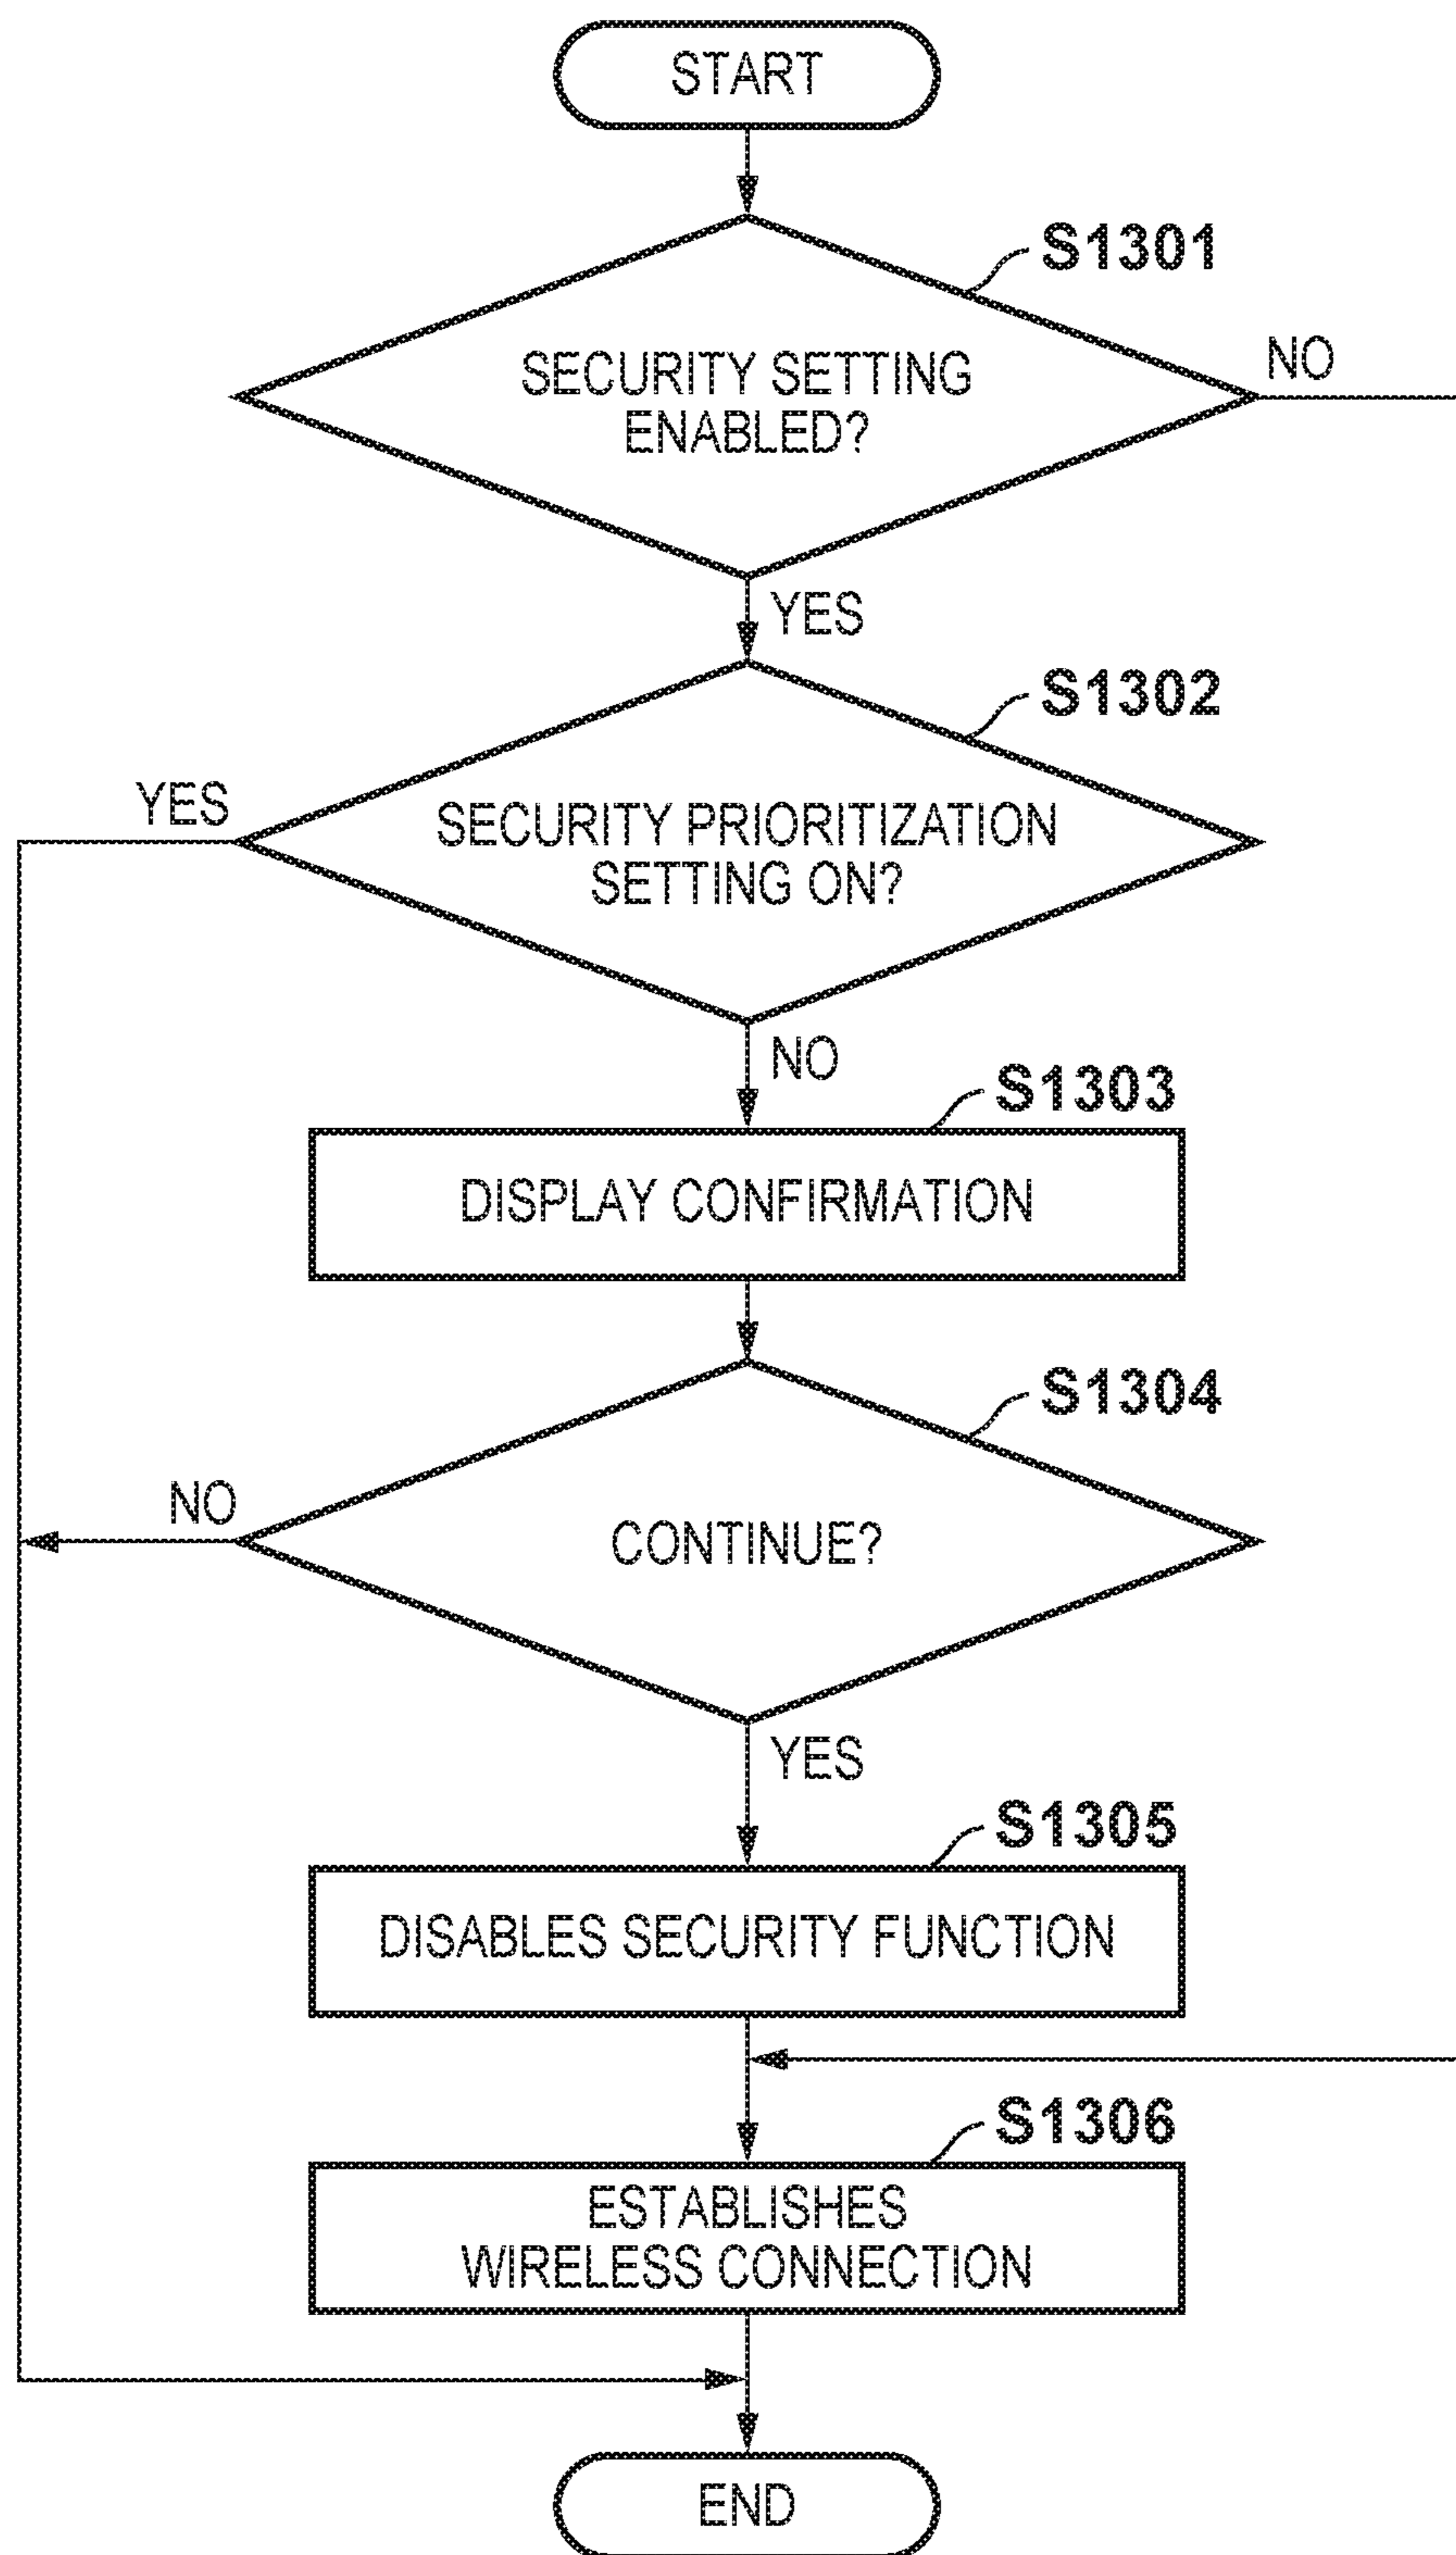 START
S1301
SECURITY SETTING
ENABLED?
NO
YES
S1302
YES
SECURITY PRIORITIZATION
SETTING ON?
NO
S1303
DISPLAY CONFIRMATION
S1304
NO
CONTINUE?
YES
S1305
DISABLES SECURITY FUNCTION
S1306
ESTABLISHES
WIRELESS CONNECTION
END